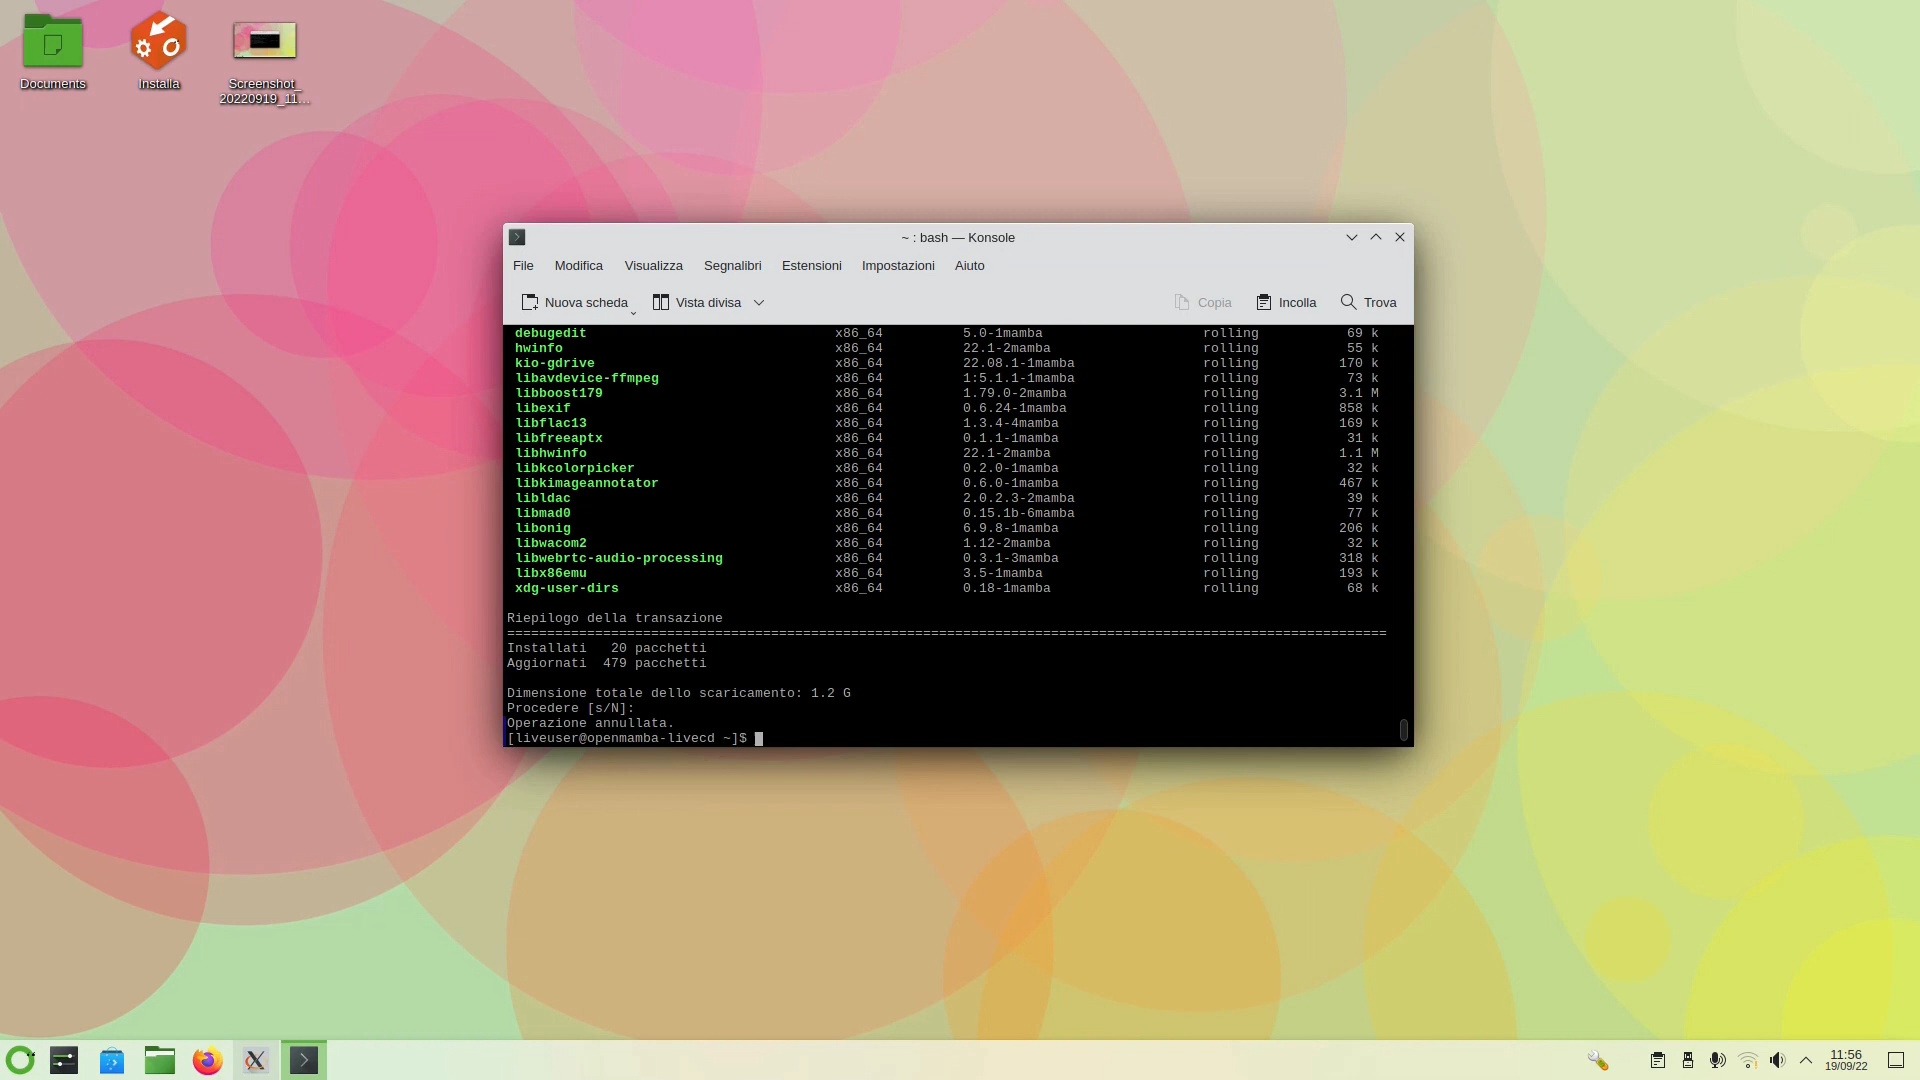 Documents
Installa
Screenshot_
20220919_11...
~ : bash — Konsole
File Modifica Visualizza Segnalibri Estensioni Impostazioni Aiuto
Nuova scheda Vista divisa Copia Incolla Trova
debugedit x86_64 5.0-1mamba rolling 69 k
hwinfo x86_64 22.1-2mamba rolling 55 k
kio-gdrive x86_64 22.08.1-1mamba rolling 170 k
libavdevice-ffmpeg x86_64 1:5.1.1-1mamba rolling 73 k
libboost179 x86_64 1.79.0-2mamba rolling 3.1 M
libexif x86_64 0.6.24-1mamba rolling 858 k
libflac13 x86_64 1.3.4-4mamba rolling 169 k
libfreeaptx x86_64 0.1.1-1mamba rolling 31 k
libhwinfo x86_64 22.1-2mamba rolling 1.1 M
libkcolorpicker x86_64 0.2.0-1mamba rolling 32 k
libkimageannotator x86_64 0.6.0-1mamba rolling 467 k
libldac x86_64 2.0.2.3-2mamba rolling 39 k
libmad0 x86_64 0.15.1b-6mamba rolling 77 k
libonig x86_64 6.9.8-1mamba rolling 206 k
libwacom2 x86_64 1.12-2mamba rolling 32 k
libwebrtc-audio-processing x86_64 0.3.1-3mamba rolling 318 k
libx86emu x86_64 3.5-1mamba rolling 193 k
xdg-user-dirs x86_64 0.18-1mamba rolling 68 k
Riepilogo della transazione
==============================================================================================================
Installati 20 pacchetti
Aggiornati 479 pacchetti
Dimensione totale dello scaricamento: 1.2 G
Procedere [s/N]:
Operazione annullata.
[liveuser@openmamba-livecd ~]$
11:56
19/09/22